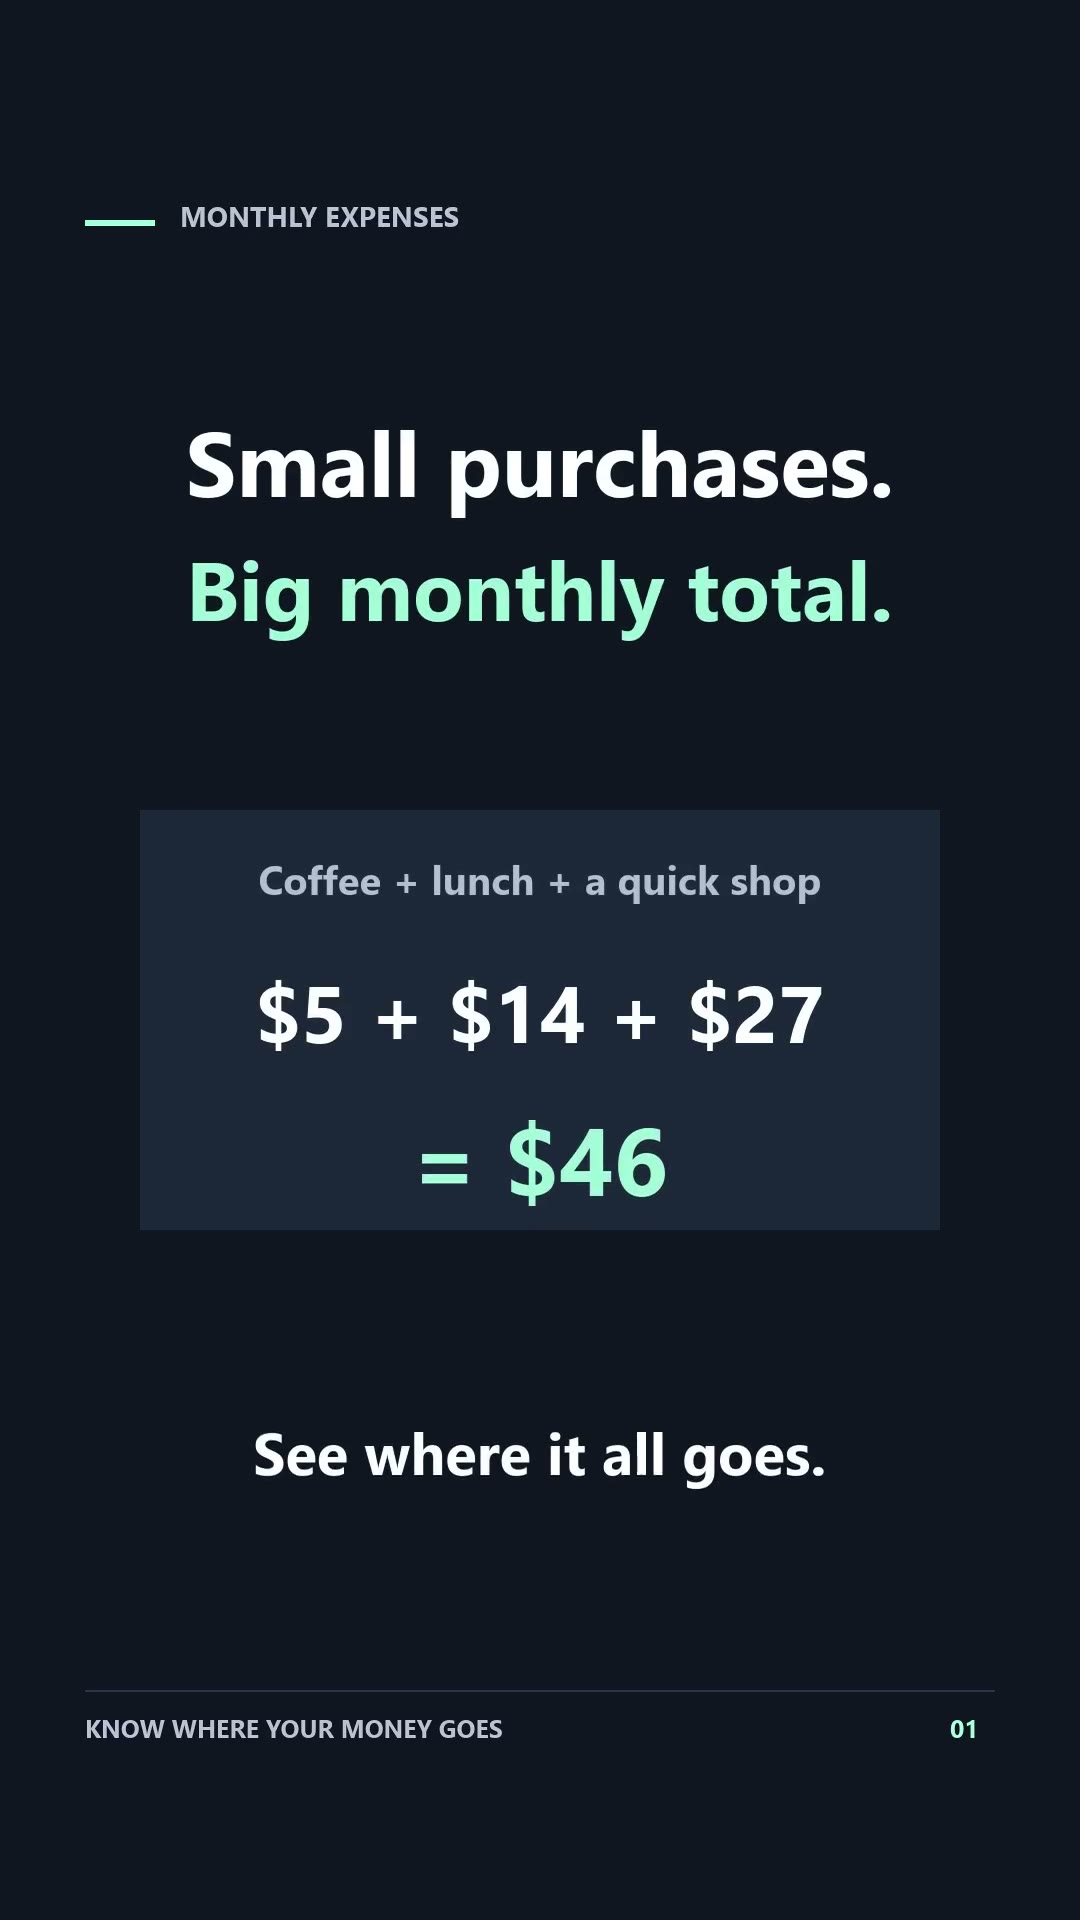 MONTHLY EXPENSES
Small purchases.
Big monthly total.
Coffee + lunch + a quick shop
$5 + $14 + $27
= $46
See where it all goes.
KNOW WHERE YOUR MONEY GOES
01